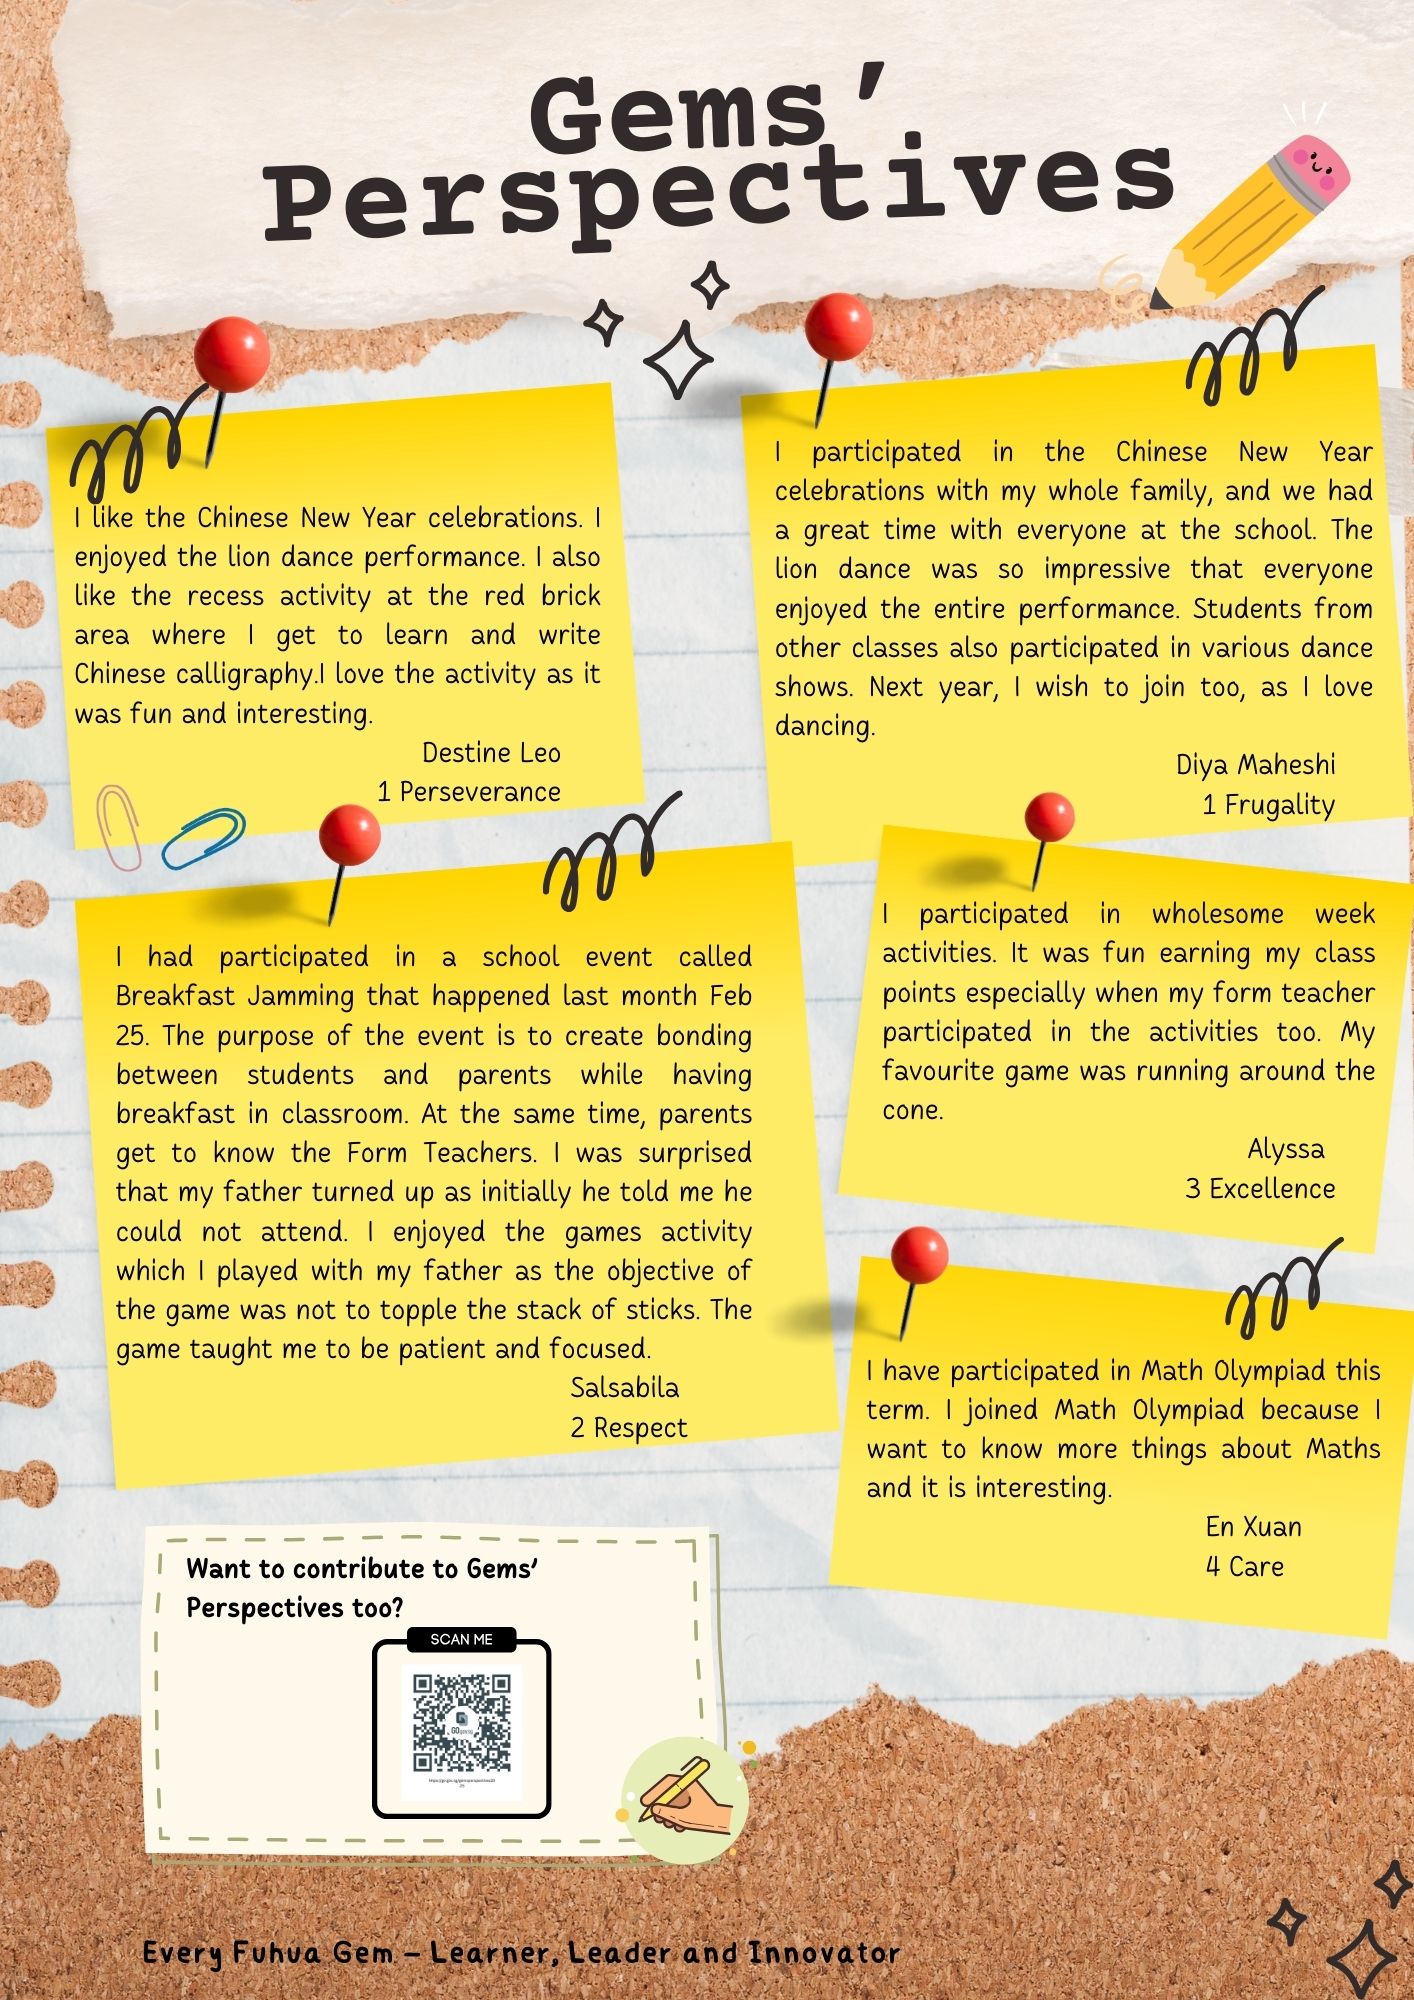 Gems'
Perspectives
I like the Chinese New Year celebrations. I
enjoyed the lion dance performance. I also
like the recess activity at the red brick
area where I get to learn and write
Chinese calligraphy.I love the activity as it
was fun and interesting.
Destine Leo
1 Perseverance
I participated in the Chinese New Year
celebrations with my whole family, and we had
a great time with everyone at the school. The
lion dance was so impressive that everyone
enjoyed the entire performance. Students from
other classes also participated in various dance
shows. Next year, I wish to join too, as I love
dancing.
Diya Maheshi
1 Frugality
I had participated in a school event called
Breakfast Jamming that happened last month Feb
25. The purpose of the event is to create bonding
between students and parents while having
breakfast in classroom. At the same time, parents
get to know the Form Teachers. I was surprised
that my father turned up as initially he told me he
could not attend. I enjoyed the games activity
which I played with my father as the objective of
the game was not to topple the stack of sticks. The
game taught me to be patient and focused.
Salsabila
2 Respect
I participated in wholesome week
activities. It was fun earning my class
points especially when my form teacher
participated in the activities too. My
favourite game was running around the
cone.
Alyssa
3 Excellence
I have participated in Math Olympiad this
term. I joined Math Olympiad because I
want to know more things about Maths
and it is interesting.
En Xuan
4 Care
Want to contribute to Gems'
Perspectives too?
SCAN ME
Every Fuhua Gem – Learner, Leader and Innovator